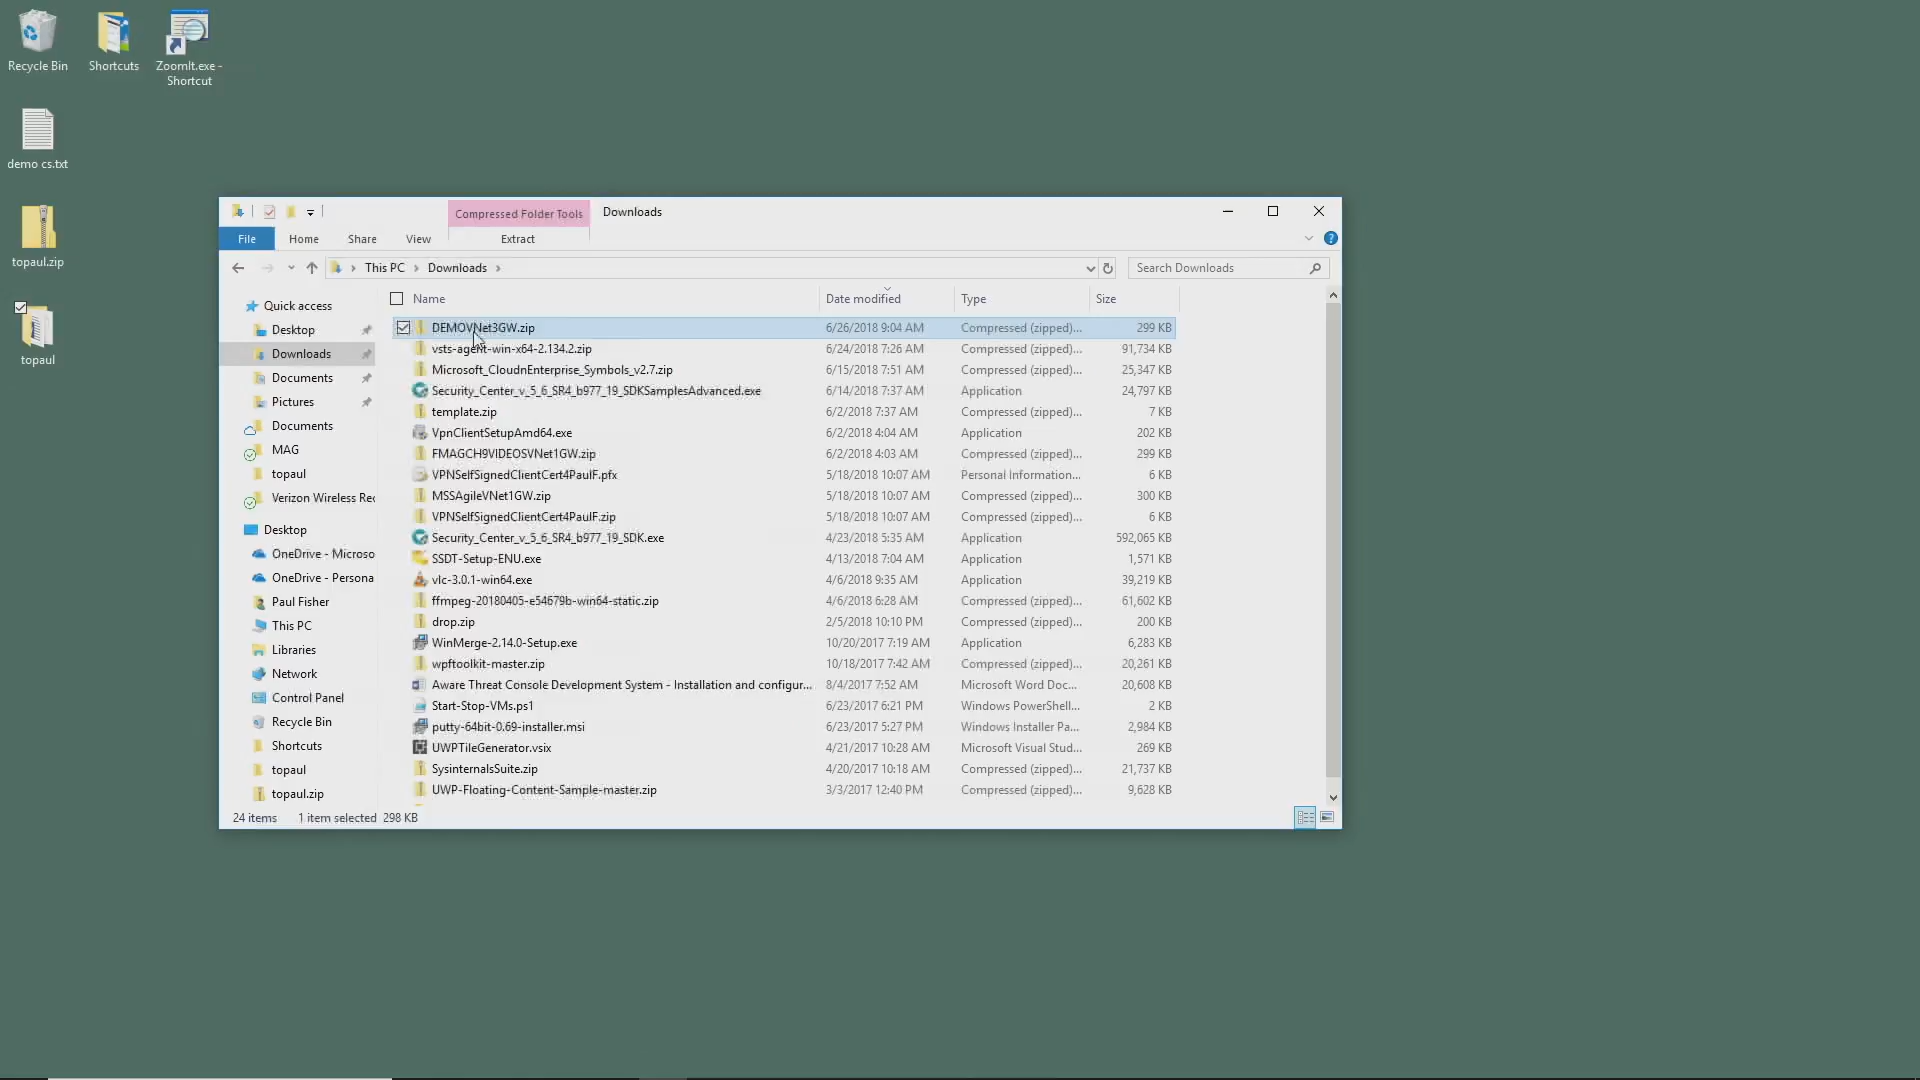 Recycle Bin
Shortcuts
ZoomIt.exe -
Shortcut
demo cs.txt
topaul.zip
topaul
Compressed Folder Tools
Downloads
File
Home
Share
View
Extract
This PC
Downloads
Search Downloads
Name
Date modified
Type
Size
Quick access
Desktop
Downloads
Documents
Pictures
Documents
MAG
topaul
Verizon Wireless Rec
Desktop
OneDrive - Microso
OneDrive - Persona
Paul Fisher
This PC
Libraries
Network
Control Panel
Recycle Bin
Shortcuts
topaul
topaul.zip
DEMOVNet3GW.zip 6/26/2018 9:04 AM Compressed (zipped)... 299 KB
vsts-agent-win-x64-2.134.2.zip 6/24/2018 7:26 AM Compressed (zipped)... 91,734 KB
Microsoft_CloudnEnterprise_Symbols_v2.7.zip 6/15/2018 7:51 AM Compressed (zipped)... 25,347 KB
Security_Center_v_5_6_SR4_b977_19_SDKSamplesAdvanced.exe 6/14/2018 7:37 AM Application 24,797 KB
template.zip 6/2/2018 7:37 AM Compressed (zipped)... 7 KB
VpnClientSetupAmd64.exe 6/2/2018 4:04 AM Application 202 KB
FMAGCH9VIDEOSVNet1GW.zip 6/2/2018 4:03 AM Compressed (zipped)... 299 KB
VPNSelfSignedClientCert4PaulF.pfx 5/18/2018 10:07 AM Personal Information... 6 KB
MSSAgileVNet1GW.zip 5/18/2018 10:07 AM Compressed (zipped)... 300 KB
VPNSelfSignedClientCert4PaulF.zip 5/18/2018 10:07 AM Compressed (zipped)... 6 KB
Security_Center_v_5_6_SR4_b977_19_SDK.exe 4/23/2018 5:35 AM Application 592,065 KB
SSDT-Setup-ENU.exe 4/13/2018 7:04 AM Application 1,571 KB
vlc-3.0.1-win64.exe 4/6/2018 9:35 AM Application 39,219 KB
ffmpeg-20180405-e54679b-win64-static.zip 4/6/2018 6:28 AM Compressed (zipped)... 61,602 KB
drop.zip 2/5/2018 10:10 PM Compressed (zipped)... 200 KB
WinMerge-2.14.0-Setup.exe 10/20/2017 7:19 AM Application 6,283 KB
wpftoolkit-master.zip 10/18/2017 7:42 AM Compressed (zipped)... 20,261 KB
Aware Threat Console Development System - Installation and configur... 8/4/2017 7:52 AM Microsoft Word Doc... 20,608 KB
Start-Stop-VMs.ps1 6/23/2017 6:21 PM Windows PowerShell... 2 KB
putty-64bit-0.69-installer.msi 6/23/2017 5:27 PM Windows Installer Pa... 2,984 KB
UWPTileGenerator.vsix 4/21/2017 10:28 AM Microsoft Visual Stud... 269 KB
SysinternalsSuite.zip 4/20/2017 10:18 AM Compressed (zipped)... 21,737 KB
UWP-Floating-Content-Sample-master.zip 3/3/2017 12:40 PM Compressed (zipped)... 9,628 KB
24 items 1 item selected 298 KB